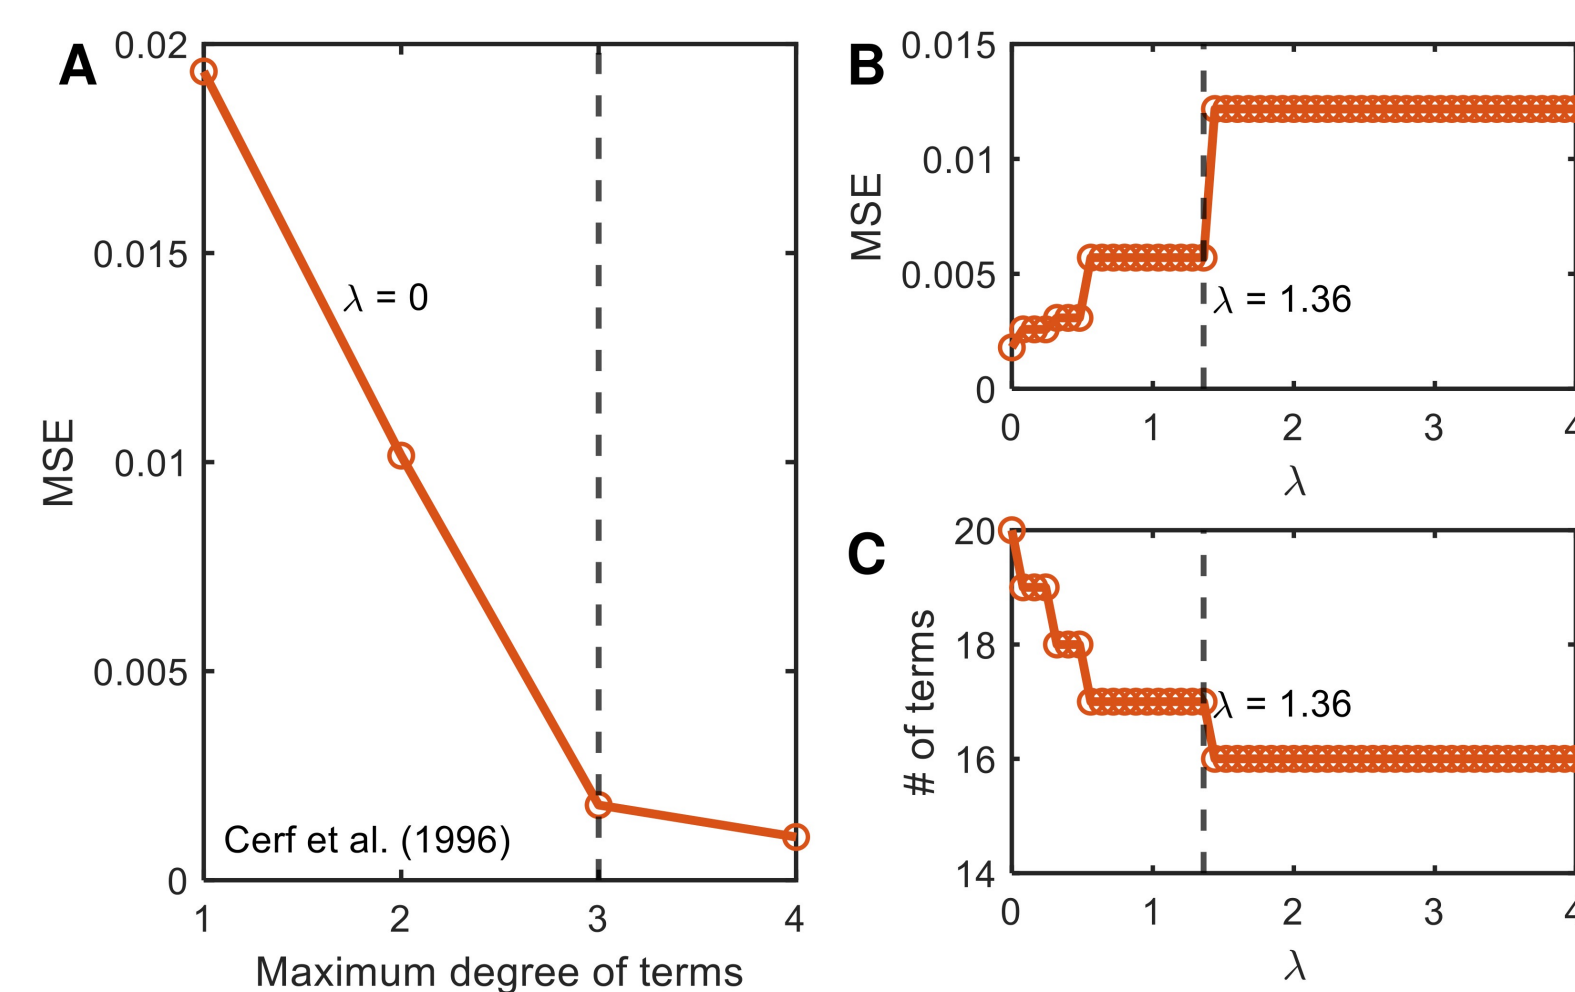 A
0.02
0.015
0.01
0.005
0
MSE
λ = 0
Cerf et al. (1996)
1 2 3 4
Maximum degree of terms
B
0.015
0.01
0.005
0
MSE
λ = 1.36
0 1 2 3 4
λ
C
20
18
16
14
# of terms
λ = 1.36
0 1 2 3 4
λ